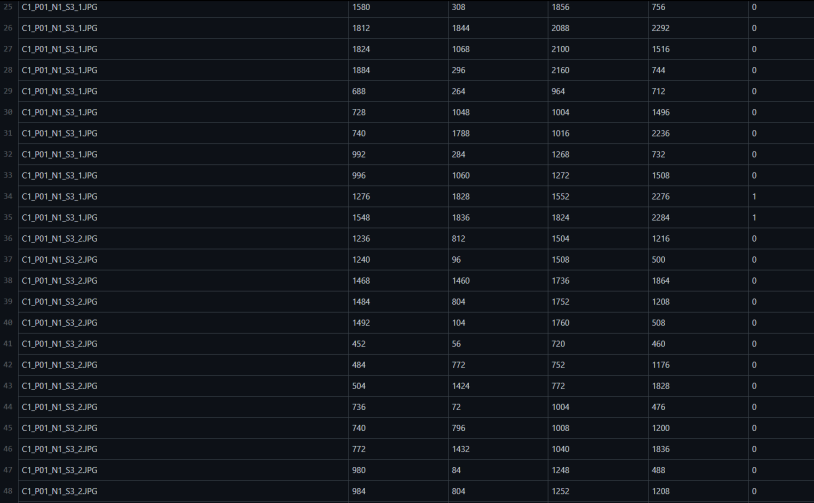 25 C1_P01_N1_S3_1.JPG 1580 308 1856 756 0
26 C1_P01_N1_S3_1.JPG 1812 1844 2088 2292 0
27 C1_P01_N1_S3_1.JPG 1824 1068 2100 1516 0
28 C1_P01_N1_S3_1.JPG 1884 296 2160 744 0
29 C1_P01_N1_S3_1.JPG 688 264 964 712 0
30 C1_P01_N1_S3_1.JPG 728 1048 1004 1496 0
31 C1_P01_N1_S3_1.JPG 740 1788 1016 2236 0
32 C1_P01_N1_S3_1.JPG 992 284 1268 732 0
33 C1_P01_N1_S3_1.JPG 996 1060 1272 1508 0
34 C1_P01_N1_S3_1.JPG 1276 1828 1552 2276 1
35 C1_P01_N1_S3_1.JPG 1548 1836 1824 2284 1
36 C1_P01_N1_S3_2.JPG 1236 812 1504 1216 0
37 C1_P01_N1_S3_2.JPG 1240 96 1508 500 0
38 C1_P01_N1_S3_2.JPG 1468 1460 1736 1864 0
39 C1_P01_N1_S3_2.JPG 1484 804 1752 1208 0
40 C1_P01_N1_S3_2.JPG 1492 104 1760 508 0
41 C1_P01_N1_S3_2.JPG 452 56 720 460 0
42 C1_P01_N1_S3_2.JPG 484 772 752 1176 0
43 C1_P01_N1_S3_2.JPG 504 1424 772 1828 0
44 C1_P01_N1_S3_2.JPG 736 72 1004 476 0
45 C1_P01_N1_S3_2.JPG 740 796 1008 1200 0
46 C1_P01_N1_S3_2.JPG 772 1432 1040 1836 0
47 C1_P01_N1_S3_2.JPG 980 84 1248 488 0
48 C1_P01_N1_S3_2.JPG 984 804 1252 1208 0